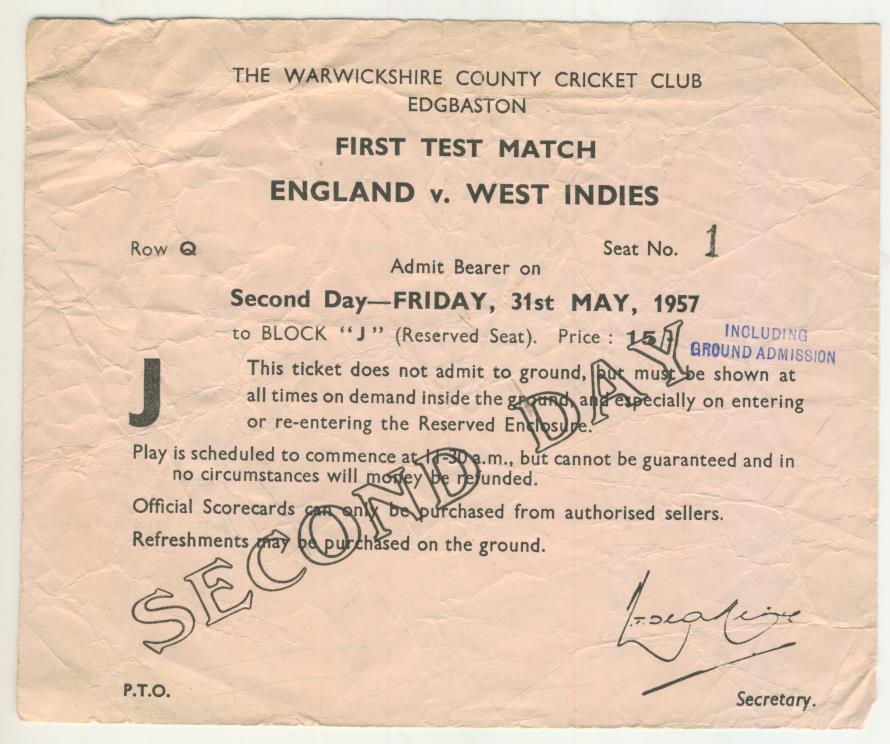 THE WARWICKSHIRE COUNTY CRICKET CLUB
EDGBASTON
FIRST TEST MATCH
ENGLAND v. WEST INDIES
Row Q Seat No. 1
Admit Bearer on
Second Day—FRIDAY, 31st MAY, 1957
to BLOCK "J" (Reserved Seat). Price : 15/-
INCLUDING
GROUND ADMISSION
J
This ticket does not admit to ground, but must be shown at
all times on demand inside the ground, and especially on entering
or re-entering the Reserved Enclosure.
Play is scheduled to commence at a.m., but cannot be guaranteed and in
no circumstances will money be refunded.
Official Scorecards can only be purchased from authorised sellers.
Refreshments may be purchased on the ground.
SECOND DAY
P.T.O. Secretary.